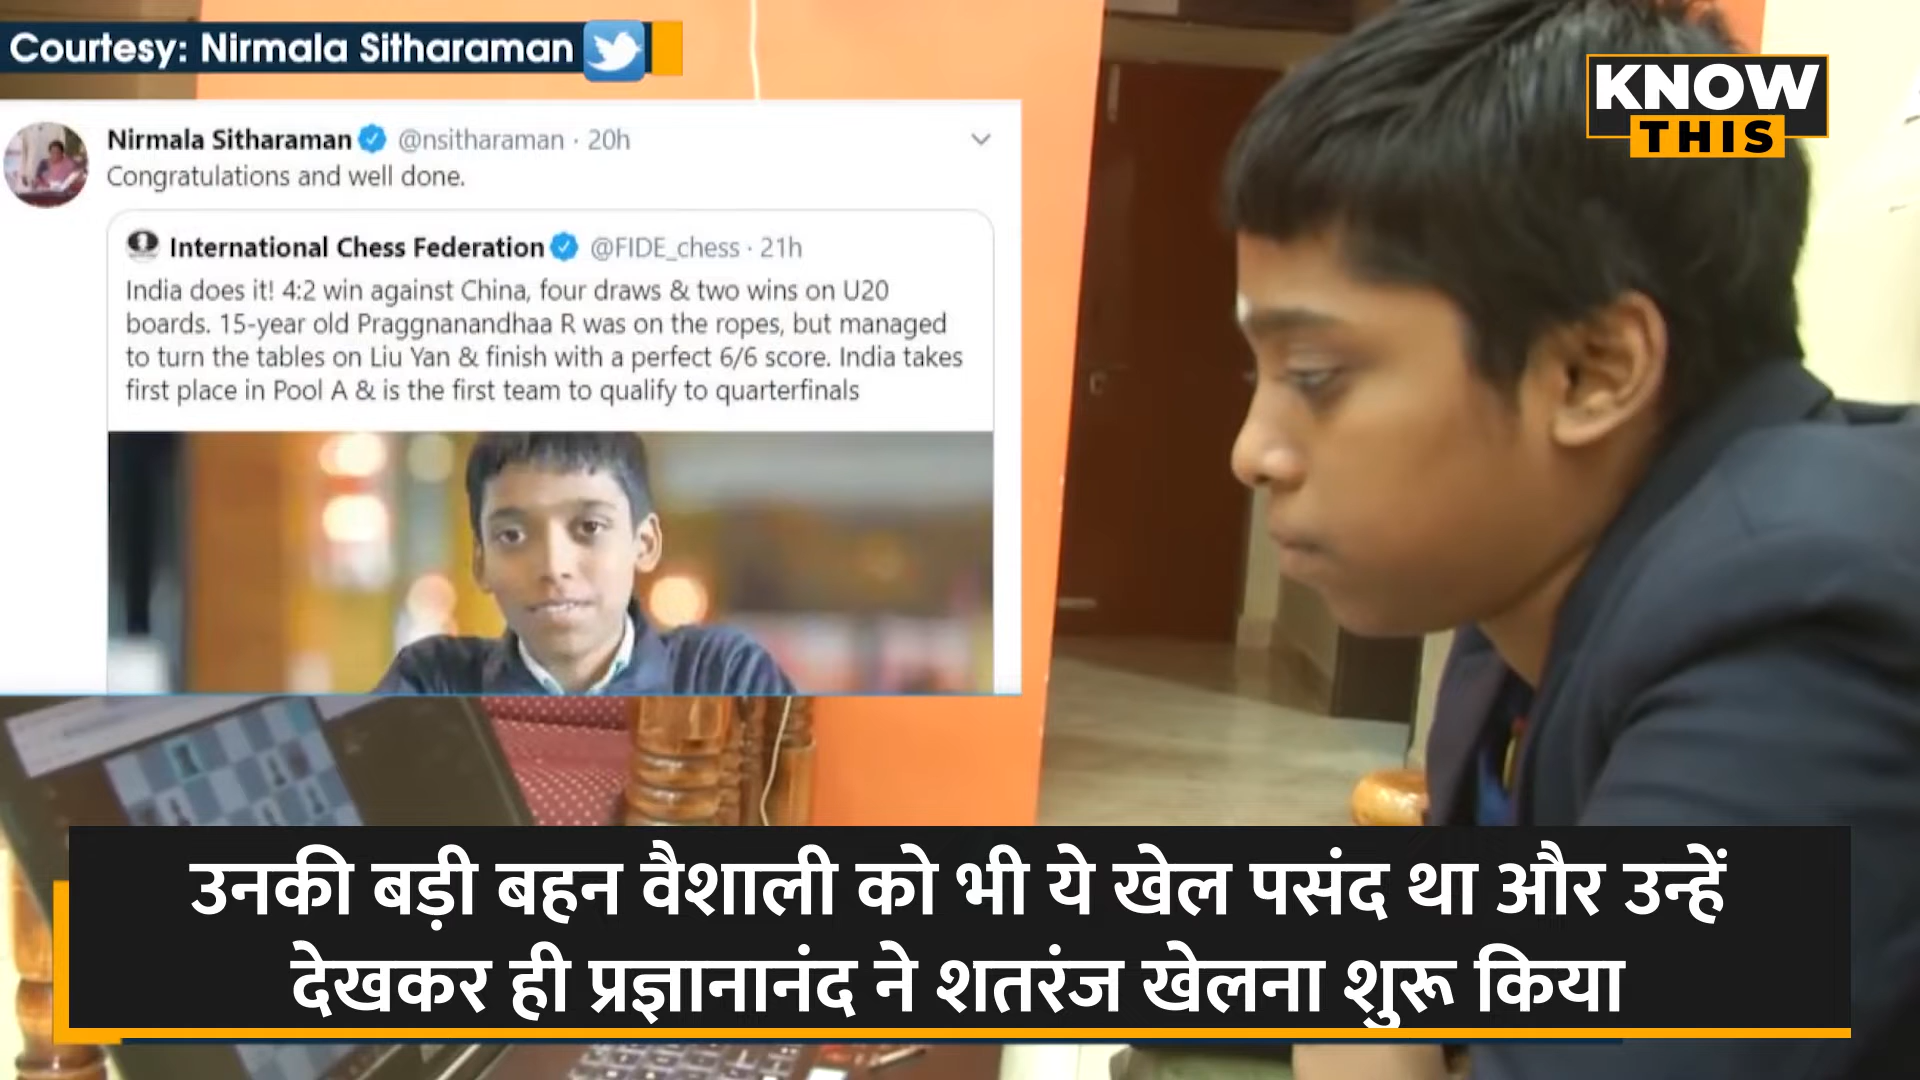 Courtesy: Nirmala Sitharaman
KNOW
THIS
Nirmala Sitharaman @nsitharaman · 20h
Congratulations and well done.
International Chess Federation @FIDE_chess · 21h
India does it! 4:2 win against China, four draws & two wins on U20
boards. 15-year old Praggnanandhaa R was on the ropes, but managed
to turn the tables on Liu Yan & finish with a perfect 6/6 score. India takes
first place in Pool A & is the first team to qualify to quarterfinals
उनकी बड़ी बहन वैशाली को भी ये खेल पसंद था और उन्हें
देखकर ही प्रज्ञानानंद ने शतरंज खेलना शुरू किया